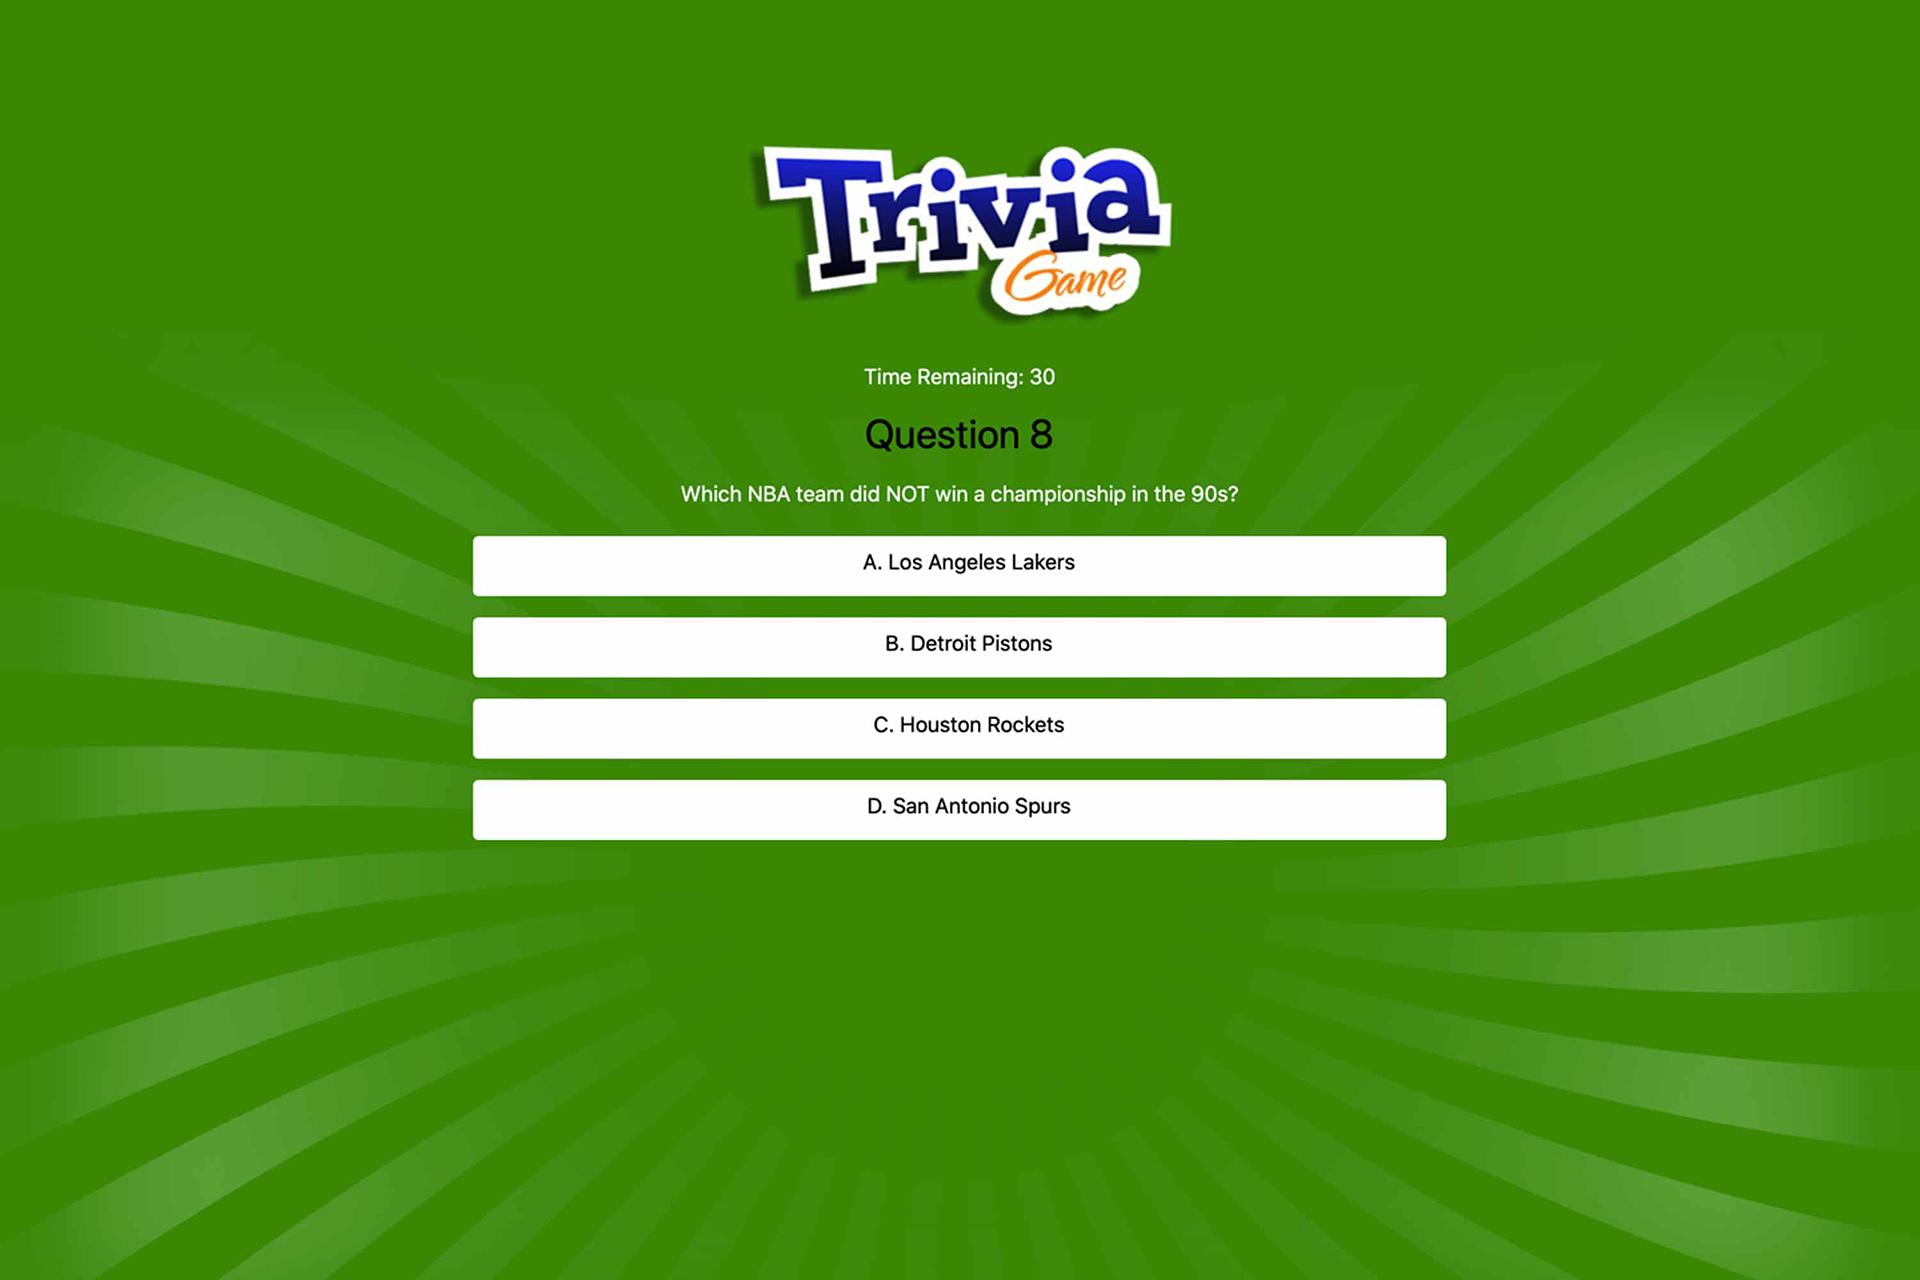 Trivia
Game
Time Remaining: 30
Question 8
Which NBA team did NOT win a championship in the 90s?
A. Los Angeles Lakers
B. Detroit Pistons
C. Houston Rockets
D. San Antonio Spurs